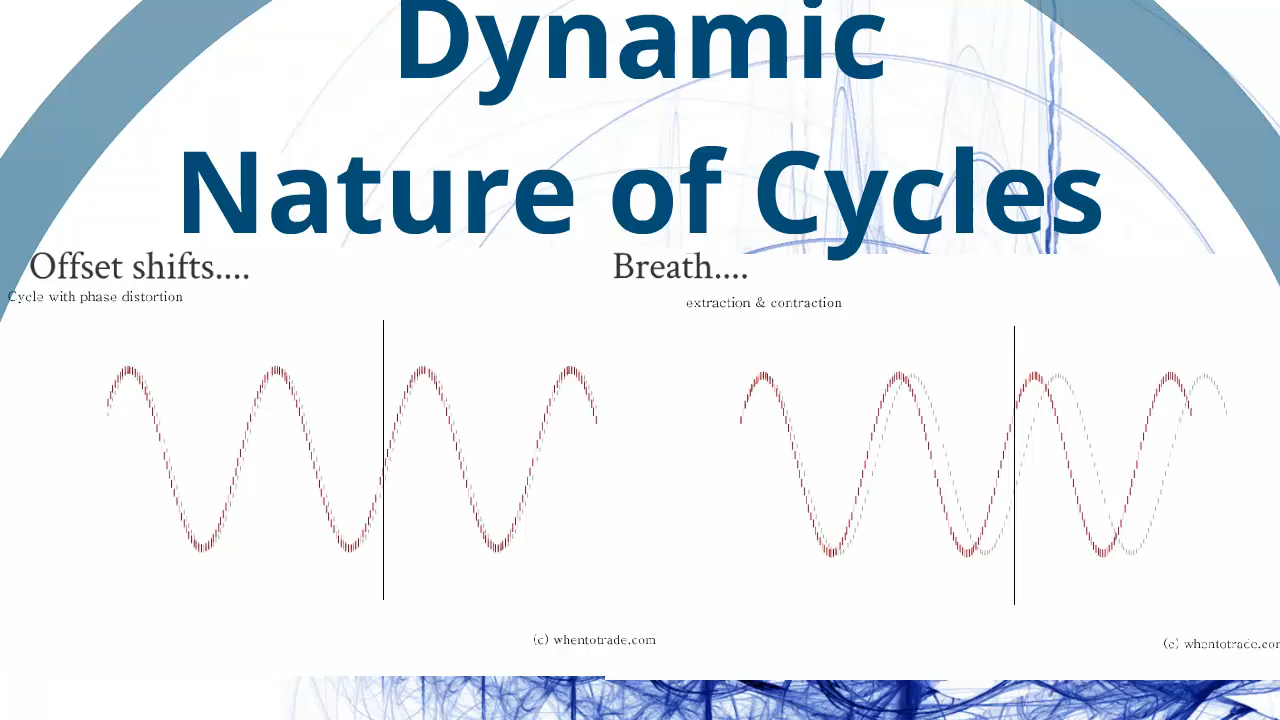 Dynamic
Nature of Cycles
Offset shifts....
Cycle with phase distortion
(c) whentotrade.com
Breath....
extraction & contraction
(c) whentotrade.com